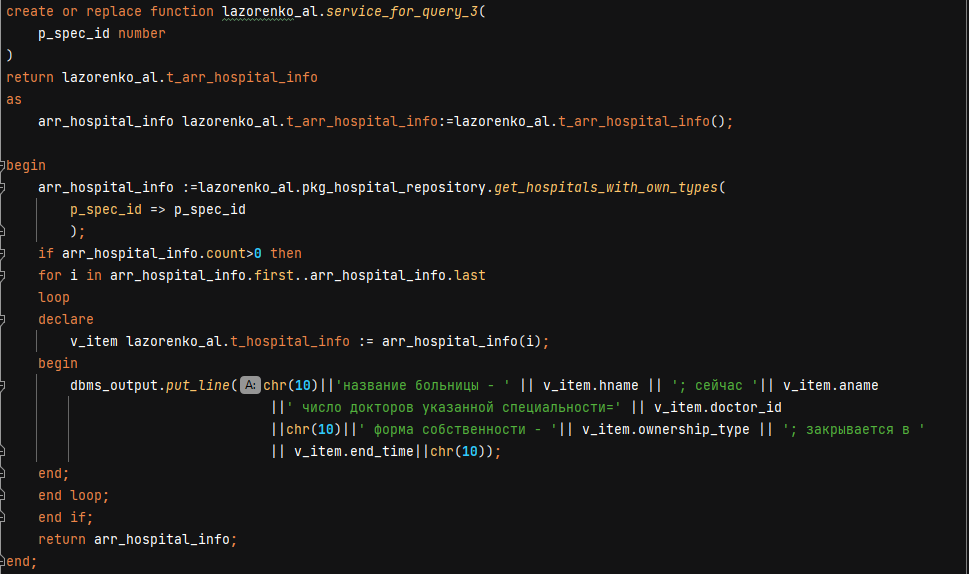 create or replace function lazorenko_al.service_for_query_3(
    p_spec_id number
)
return lazorenko_al.t_arr_hospital_info
as
    arr_hospital_info lazorenko_al.t_arr_hospital_info:=lazorenko_al.t_arr_hospital_info();

begin
    arr_hospital_info :=lazorenko_al.pkg_hospital_repository.get_hospitals_with_own_types(
        p_spec_id => p_spec_id
        );
    if arr_hospital_info.count>0 then
    for i in arr_hospital_info.first..arr_hospital_info.last
    loop
    declare
        v_item lazorenko_al.t_hospital_info := arr_hospital_info(i);
    begin
        dbms_output.put_line( A: chr(10)||'название больницы - ' || v_item.hname || '; сейчас '|| v_item.aname
                                 ||' число докторов указанной специальности=' || v_item.doctor_id
                                 ||chr(10)||' форма собственности - '|| v_item.ownership_type || '; закрывается в '
                                 || v_item.end_time||chr(10));
    end;
    end loop;
    end if;
    return arr_hospital_info;
end;